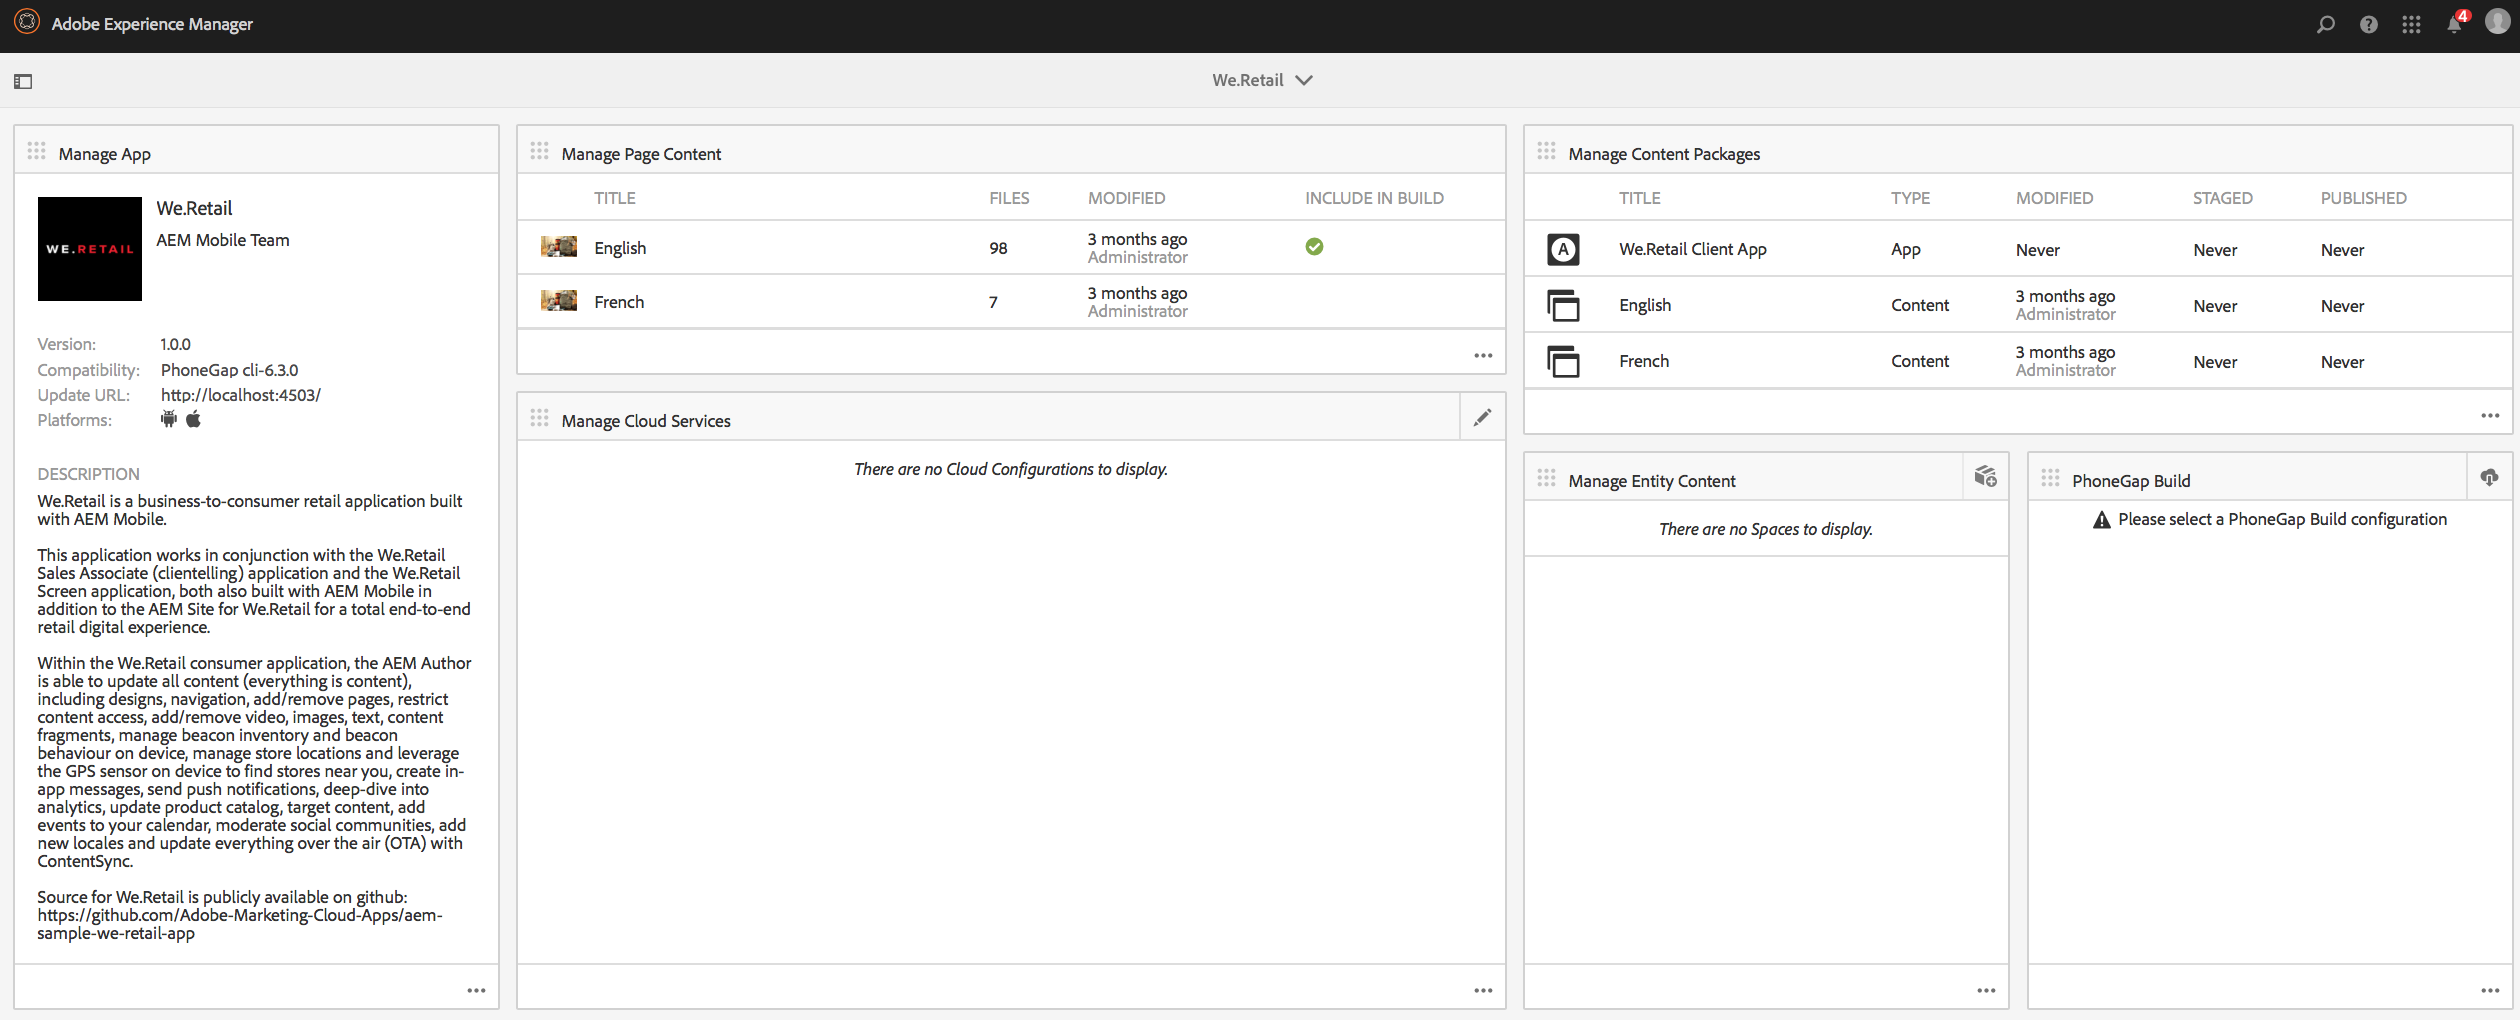 Adobe Experience Manager
4
We.Retail
Manage App
WE.RETAIL
We.Retail
AEM Mobile Team
Version: 1.0.0
Compatibility: PhoneGap cli-6.3.0
Update URL: http://localhost:4503/
Platforms:
DESCRIPTION
We.Retail is a business-to-consumer retail application built
with AEM Mobile.
This application works in conjunction with the We.Retail
Sales Associate (clientelling) application and the We.Retail
Screen application, both also built with AEM Mobile in
addition to the AEM Site for We.Retail for a total end-to-end
retail digital experience.
Within the We.Retail consumer application, the AEM Author
is able to update all content (everything is content),
including designs, navigation, add/remove pages, restrict
content access, add/remove video, images, text, content
fragments, manage beacon inventory and beacon
behaviour on device, manage store locations and leverage
the GPS sensor on device to find stores near you, create in-
app messages, send push notifications, deep-dive into
analytics, update product catalog, target content, add
events to your calendar, moderate social communities, add
new locales and update everything over the air (OTA) with
ContentSync.
Source for We.Retail is publicly available on github:
https://github.com/Adobe-Marketing-Cloud-Apps/aem-
sample-we-retail-app
Manage Page Content
TITLE FILES MODIFIED INCLUDE IN BUILD
English 98 3 months ago
Administrator
French 7 3 months ago
Administrator
Manage Cloud Services
There are no Cloud Configurations to display.
Manage Content Packages
TITLE TYPE MODIFIED STAGED PUBLISHED
A We.Retail Client App App Never Never Never
English Content 3 months ago Never Never
Administrator
French Content 3 months ago Never Never
Administrator
Manage Entity Content
There are no Spaces to display.
PhoneGap Build
Please select a PhoneGap Build configuration